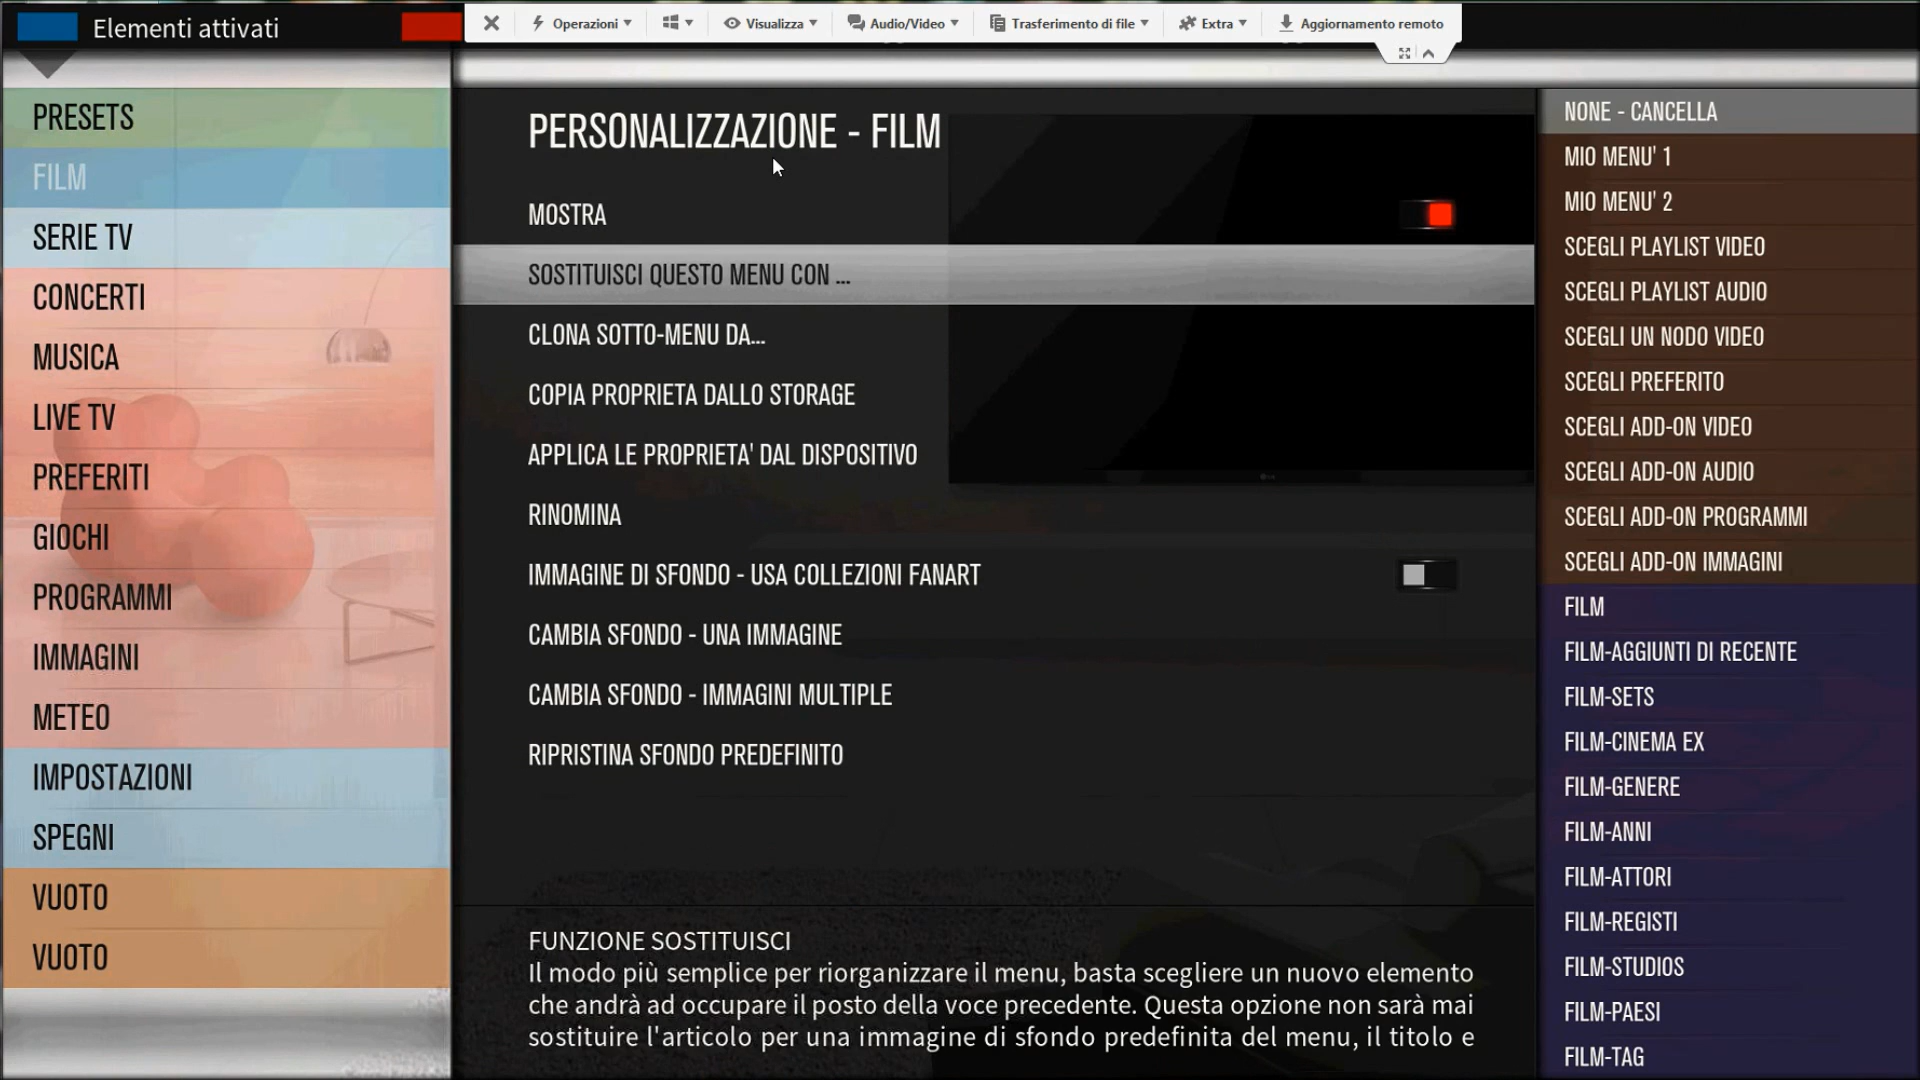 Elementi attivati
Operazioni
Visualizza
Audio/Video
Trasferimento di file
Extra
Aggiornamento remoto
PRESETS
FILM
SERIE TV
CONCERTI
MUSICA
LIVE TV
PREFERITI
GIOCHI
PROGRAMMI
IMMAGINI
METEO
IMPOSTAZIONI
SPEGNI
VUOTO
VUOTO
PERSONALIZZAZIONE - FILM
MOSTRA
SOSTITUISCI QUESTO MENU CON ...
CLONA SOTTO-MENU DA...
COPIA PROPRIETA DALLO STORAGE
APPLICA LE PROPRIETA' DAL DISPOSITIVO
RINOMINA
IMMAGINE DI SFONDO - USA COLLEZIONI FANART
CAMBIA SFONDO - UNA IMMAGINE
CAMBIA SFONDO - IMMAGINI MULTIPLE
RIPRISTINA SFONDO PREDEFINITO
FUNZIONE SOSTITUISCI
Il modo più semplice per riorganizzare il menu, basta scegliere un nuovo elemento
che andrà ad occupare il posto della voce precedente. Questa opzione non sarà mai
sostituire l'articolo per una immagine di sfondo predefinita del menu, il titolo e
NONE - CANCELLA
MIO MENU' 1
MIO MENU' 2
SCEGLI PLAYLIST VIDEO
SCEGLI PLAYLIST AUDIO
SCEGLI UN NODO VIDEO
SCEGLI PREFERITO
SCEGLI ADD-ON VIDEO
SCEGLI ADD-ON AUDIO
SCEGLI ADD-ON PROGRAMMI
SCEGLI ADD-ON IMMAGINI
FILM
FILM-AGGIUNTI DI RECENTE
FILM-SETS
FILM-CINEMA EX
FILM-GENERE
FILM-ANNI
FILM-ATTORI
FILM-REGISTI
FILM-STUDIOS
FILM-PAESI
FILM-TAG